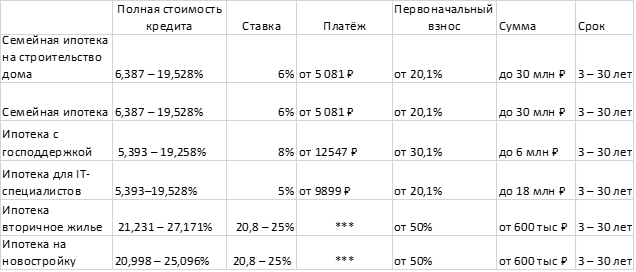 Полная стоимость кредита Ставка Платёж Первоначальный взнос Сумма Срок
Семейная ипотека на строительство дома 6,387 – 19,528% 6% от 5 081 ₽ от 20,1% до 30 млн ₽ 3 – 30 лет
Семейная ипотека 6,387 – 19,528% 6% от 5 081 ₽ от 20,1% до 30 млн ₽ 3 – 30 лет
Ипотека с господдержкой 5,393 – 19,258% 8% от 12547 ₽ от 30,1% до 6 млн ₽ 3 – 30 лет
Ипотека для IT-специалистов 5,393–19,528% 5% от 9899 ₽ от 20,1% до 18 млн ₽ 3 – 30 лет
Ипотека вторичное жилье 21,231 – 27,171% 20,8 – 25% *** от 50% от 600 тыс ₽ 3 – 30 лет
Ипотека на новостройку 20,998 – 25,096% 20,8 – 25% *** от 50% от 600 тыс ₽ 3 – 30 лет